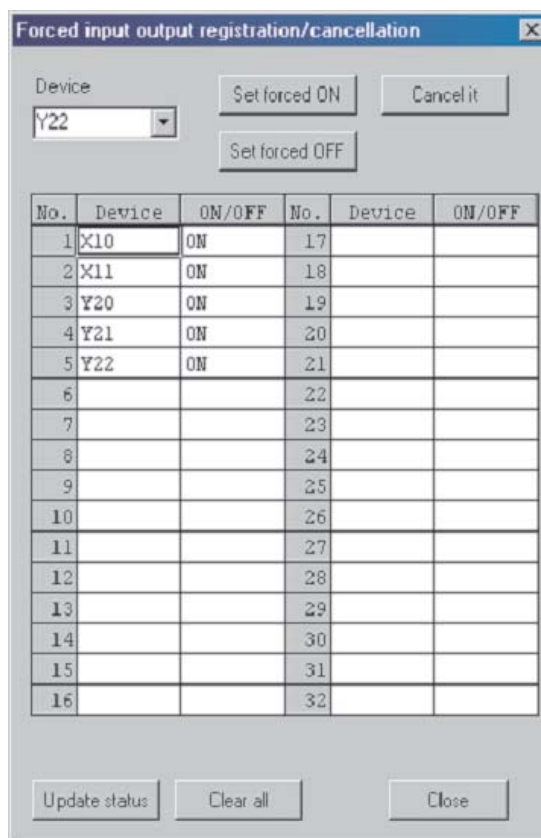 Forced input output registration/cancellation
Device
Set forced ON
Cancel it
Y22
Set forced OFF
No. Device ON/OFF No. Device ON/OFF
1 X10 ON 17
2 X11 ON 18
3 Y20 ON 19
4 Y21 ON 20
5 Y22 ON 21
6 22
7 23
8 24
9 25
10 26
11 27
12 28
13 29
14 30
15 31
16 32
Update status Clear all Close